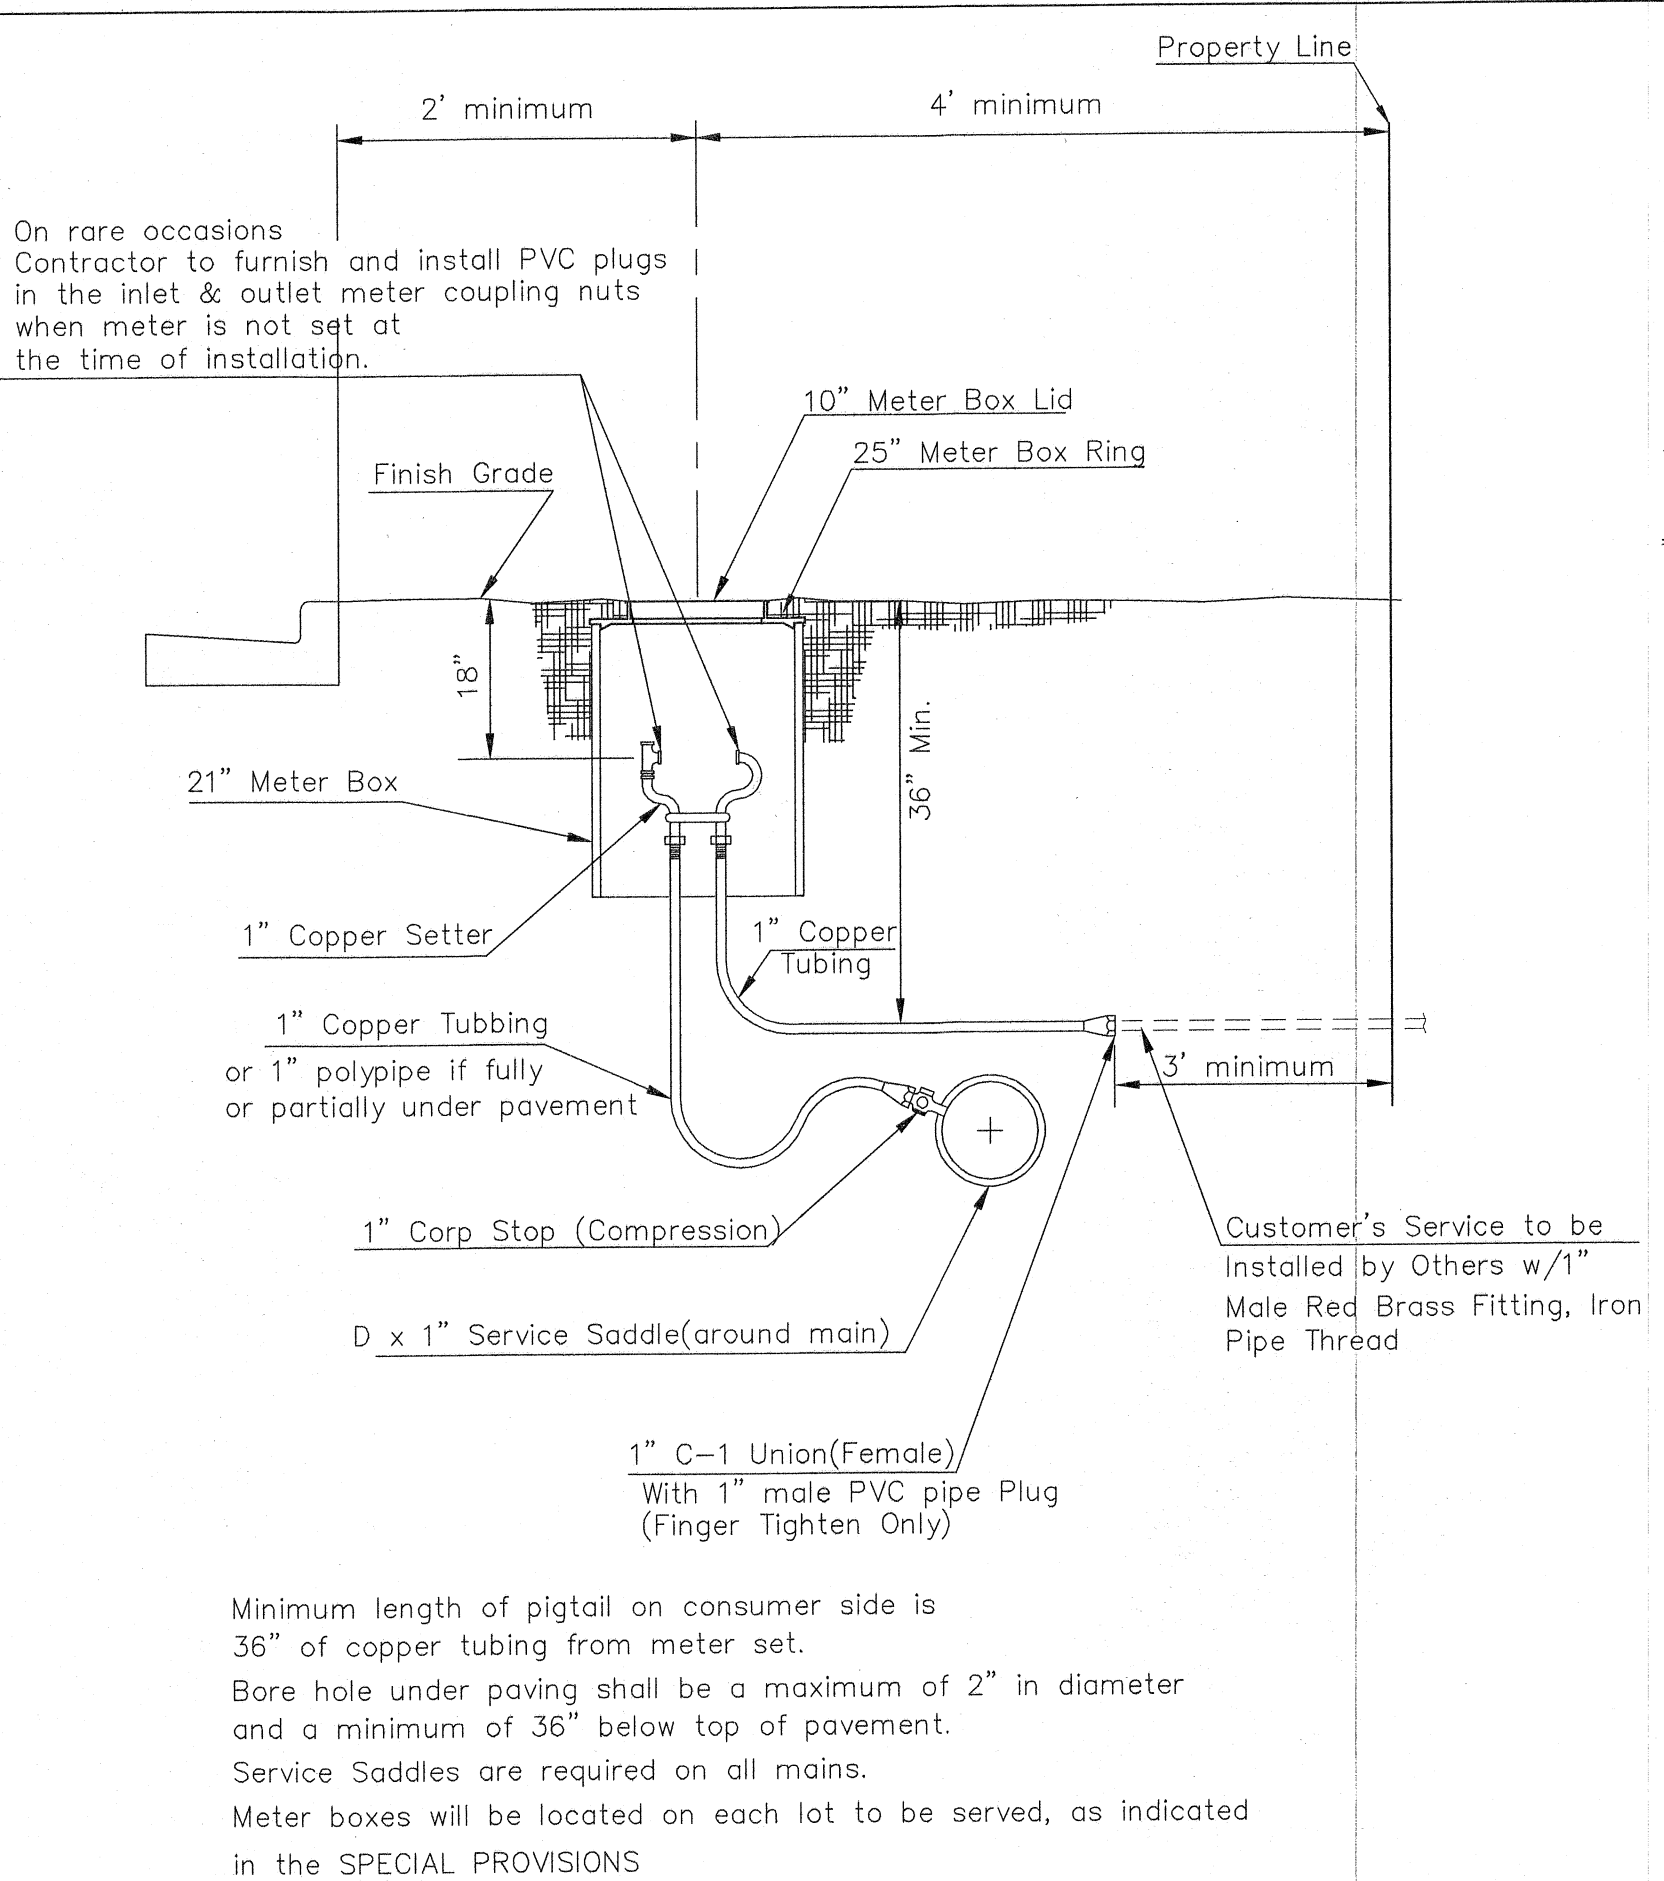 Property Line
2' minimum
4' minimum
On rare occasions
Contractor to furnish and install PVC plugs
in the inlet & outlet meter coupling nuts
when meter is not set at
the time of installation.
10” Meter Box Lid
25” Meter Box Ring
Finish Grade
18”
36” Min.
21” Meter Box
1” Copper Setter
1” Copper
Tubing
1” Copper Tubbing
or 1” polypipe if fully
or partially under pavement
3' minimum
1” Corp Stop (Compression)
Customer's Service to be
Installed by Others w/1”
Male Red Brass Fitting, Iron
Pipe Thread
D x 1” Service Saddle(around main)
1” C-1 Union(Female)
With 1” male PVC pipe Plug
(Finger Tighten Only)
Minimum length of pigtail on consumer side is
36” of copper tubing from meter set.
Bore hole under paving shall be a maximum of 2” in diameter
and a minimum of 36” below top of pavement.
Service Saddles are required on all mains.
Meter boxes will be located on each lot to be served, as indicated
in the SPECIAL PROVISIONS